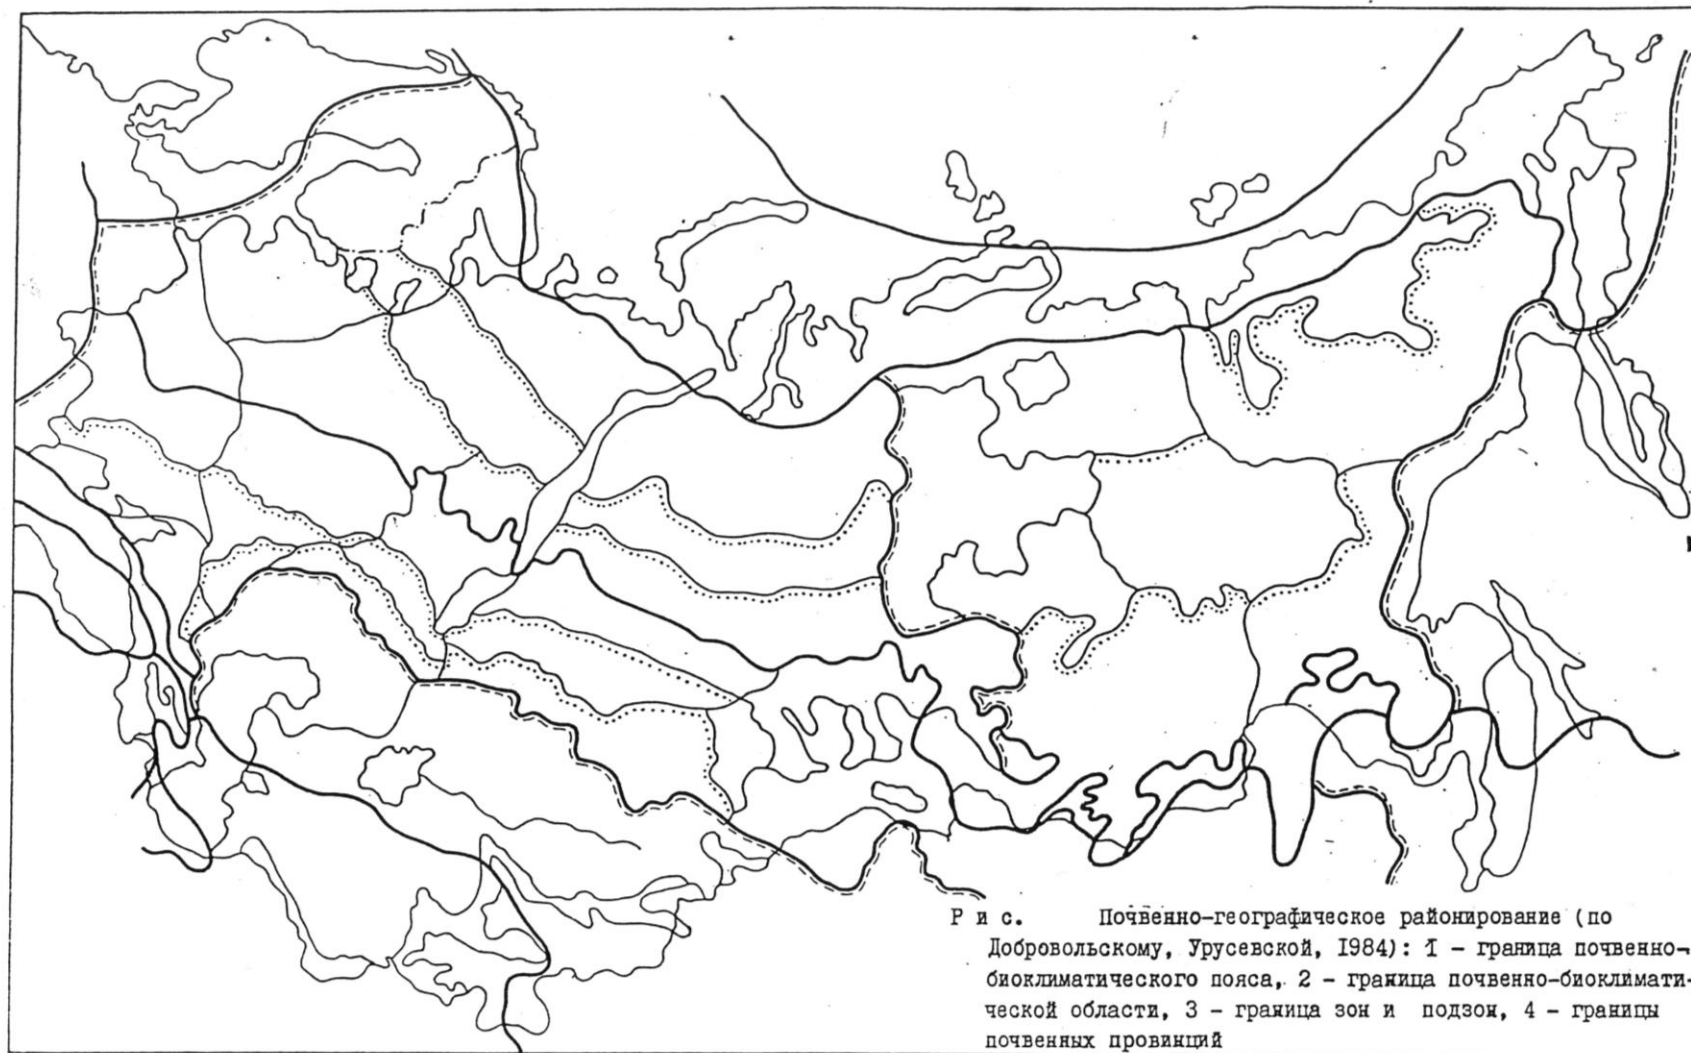 Р и с. Почвенно-географическое районирование (по
Добровольскому, Урусевской, 1984): 1 - граница почвенно-
биоклиматического пояса, 2 - граница почвенно-биоклимати-
ческой области, 3 - граница зон и подзон, 4 - границы
почвенных провинций